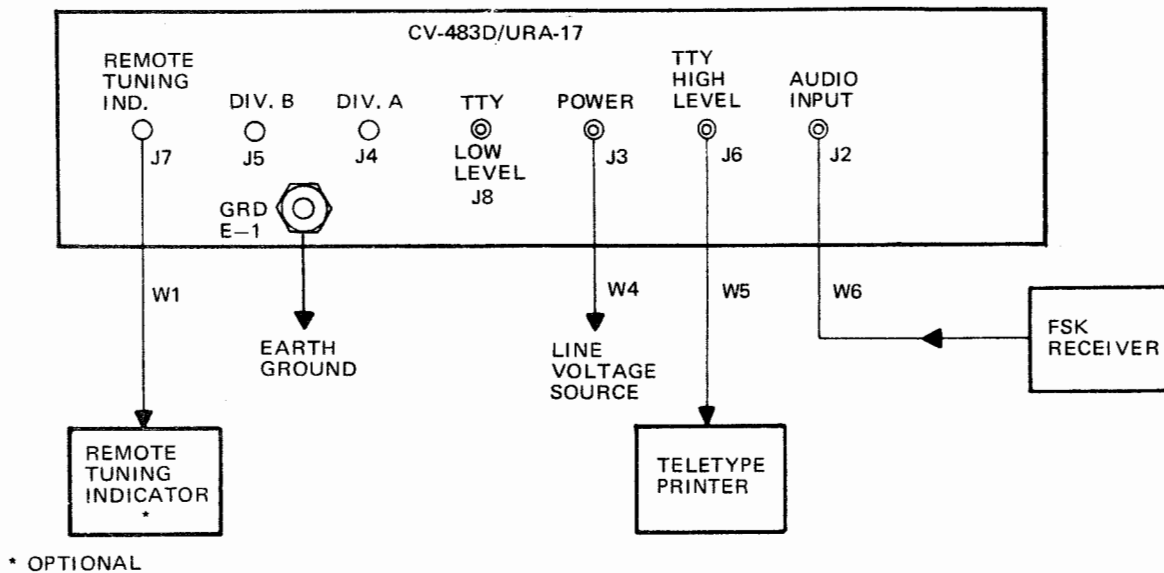 CV-483D/URA-17
REMOTE
TUNING
IND.
J7
DIV. B
J5
DIV. A
J4
TTY
LOW
LEVEL
J8
POWER
J3
TTY
HIGH
LEVEL
J6
AUDIO
INPUT
J2
GRD
E-1
W1
EARTH
GROUND
W4
LINE
VOLTAGE
SOURCE
W5
W6
FSK
RECEIVER
REMOTE
TUNING
INDICATOR
*
TELETYPE
PRINTER
* OPTIONAL